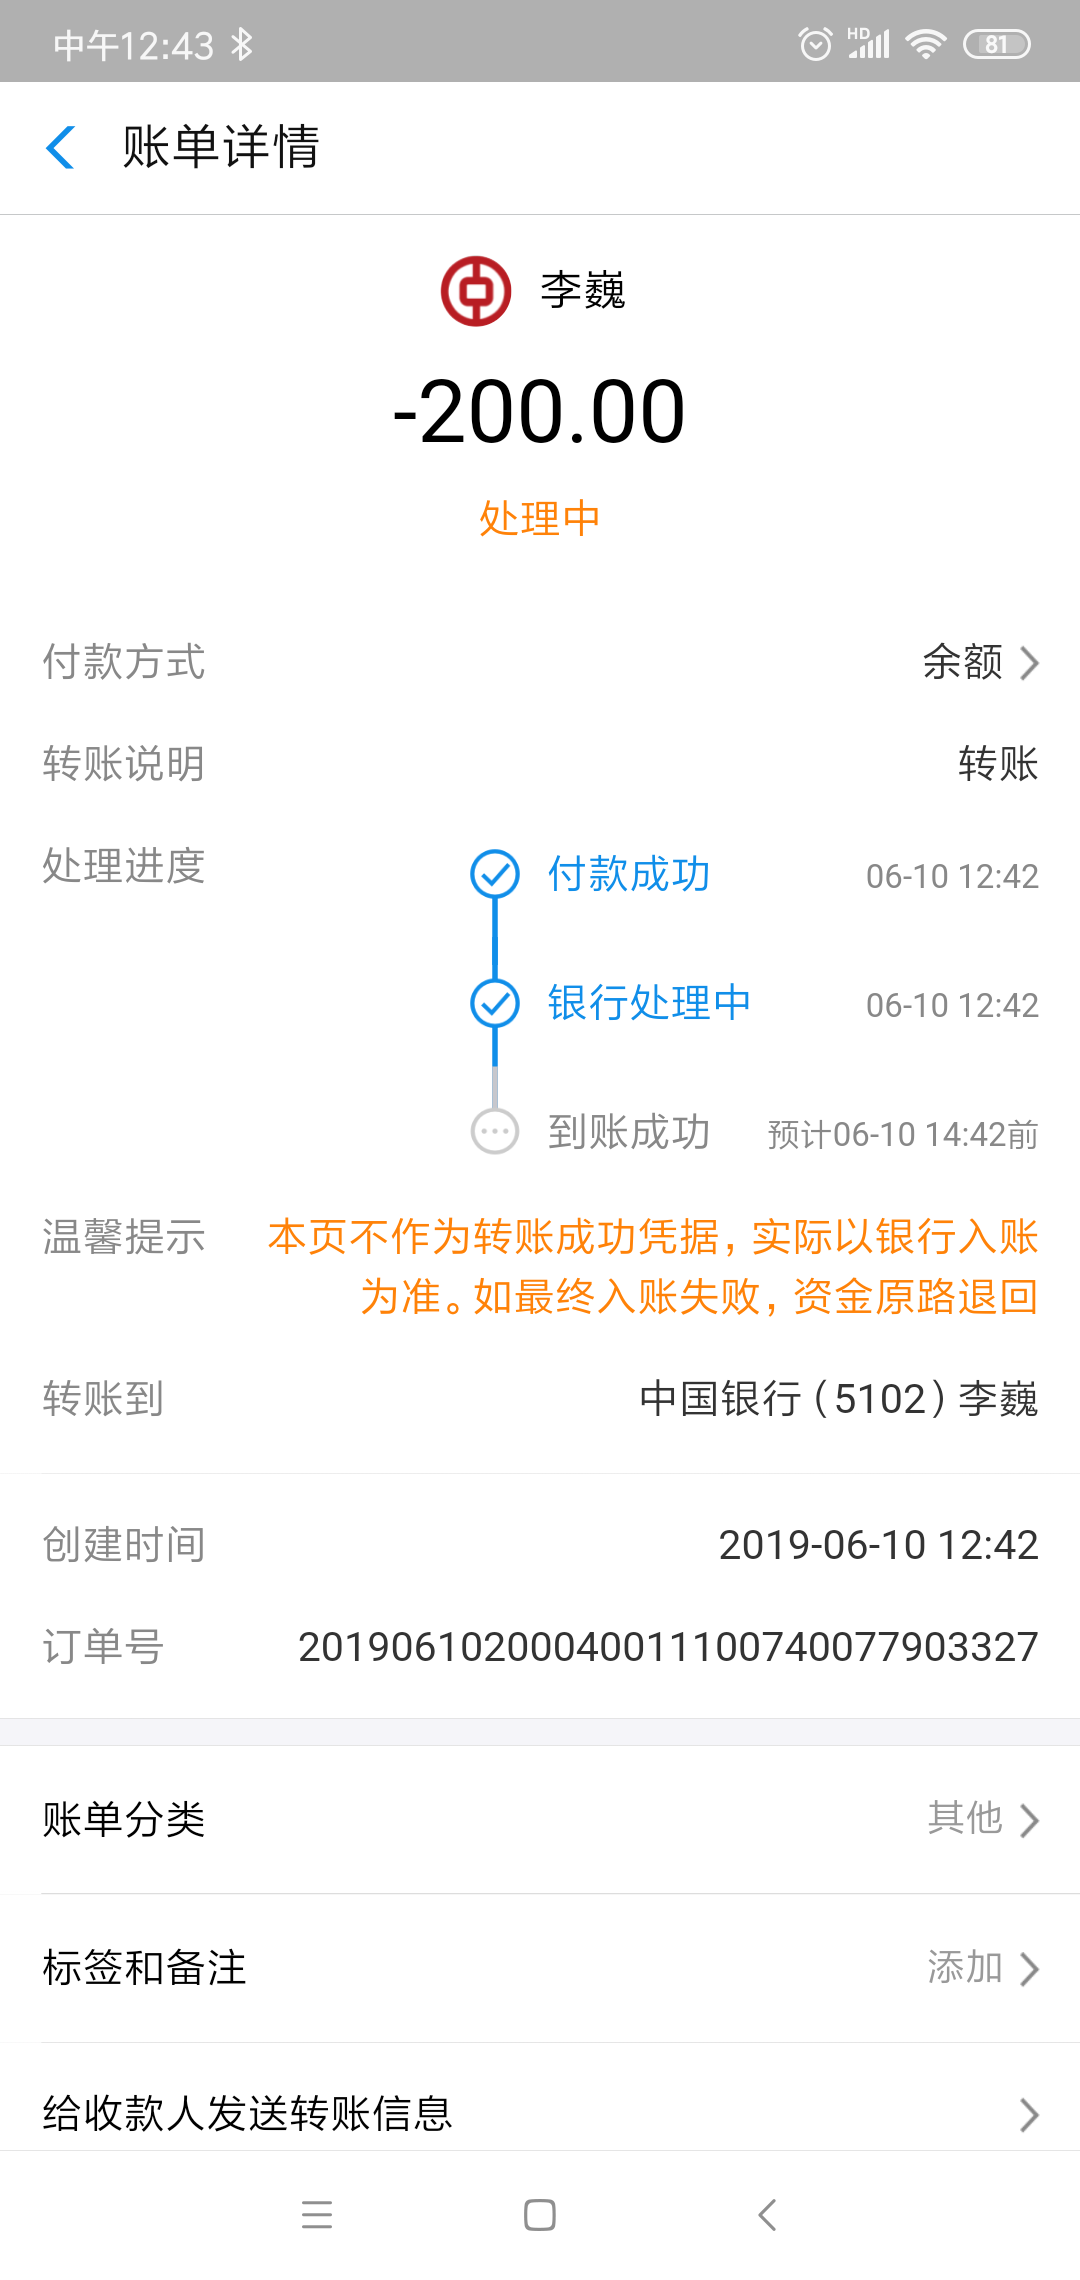 中午12:43
HD
81
账单详情
李巍
-200.00
处理中
付款方式 余额
转账说明 转账
处理进度 付款成功 06-10 12:42
银行处理中 06-10 12:42
到账成功 预计06-10 14:42前
温馨提示 本页不作为转账成功凭据，实际以银行入账
为准。如最终入账失败，资金原路退回
转账到 中国银行（5102）李巍
创建时间 2019-06-10 12:42
订单号 20190610200040011100740077903327
账单分类 其他
标签和备注 添加
给收款人发送转账信息